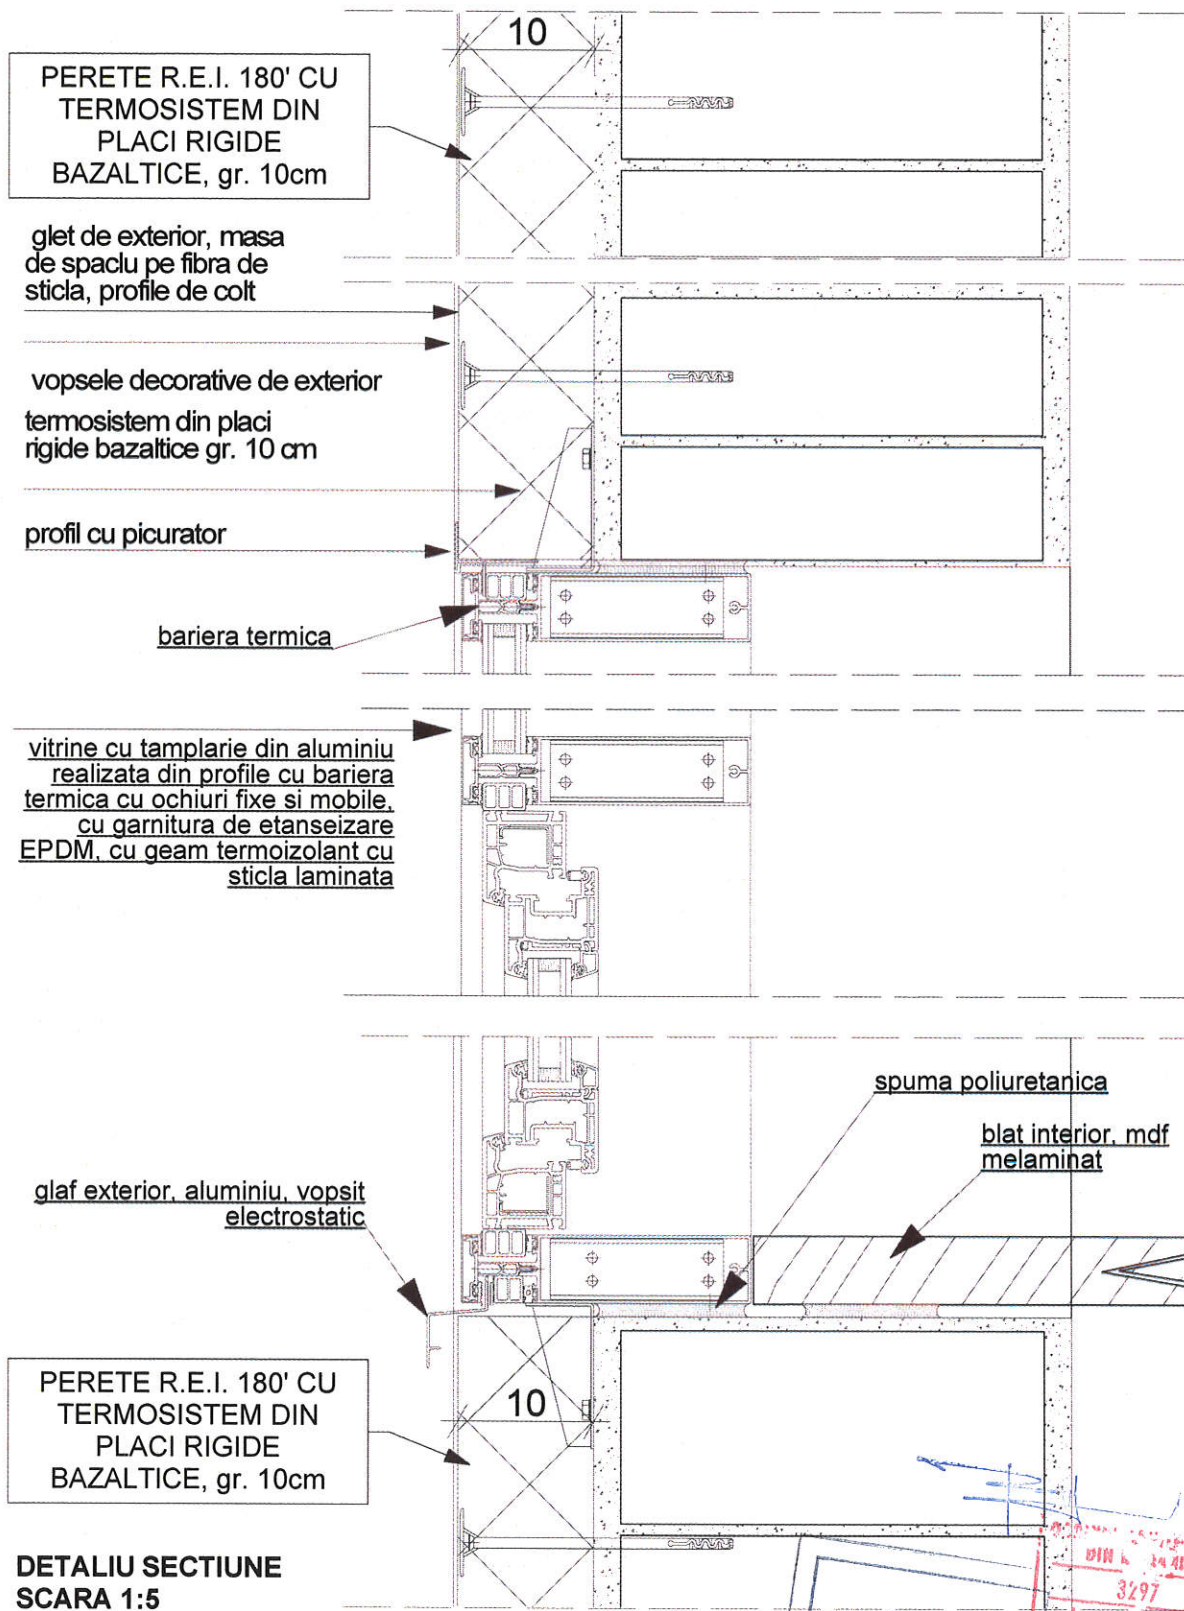 10
PERETE R.E.I. 180' CU
TERMOSISTEM DIN
PLACI RIGIDE
BAZALTICE, gr. 10cm
glet de exterior, masa
de spaclu pe fibra de
sticla, profile de colt
vopsele decorative de exterior
termosistem din placi
rigide bazaltice gr. 10 cm
profil cu picurator
bariera termica
vitrine cu tamplarie din aluminiu
realizata din profile cu bariera
termica cu ochiuri fixe si mobile,
cu garnitura de etanseizare
EPDM, cu geam termoizolant cu
sticla laminata
spuma poliuretanica
blat interior, mdf
melaminat
glaf exterior, aluminiu, vopsit
electrostatic
PERETE R.E.I. 180' CU
TERMOSISTEM DIN
PLACI RIGIDE
BAZALTICE, gr. 10cm
10
DETALIU SECTIUNE
SCARA 1:5
DIN
3297